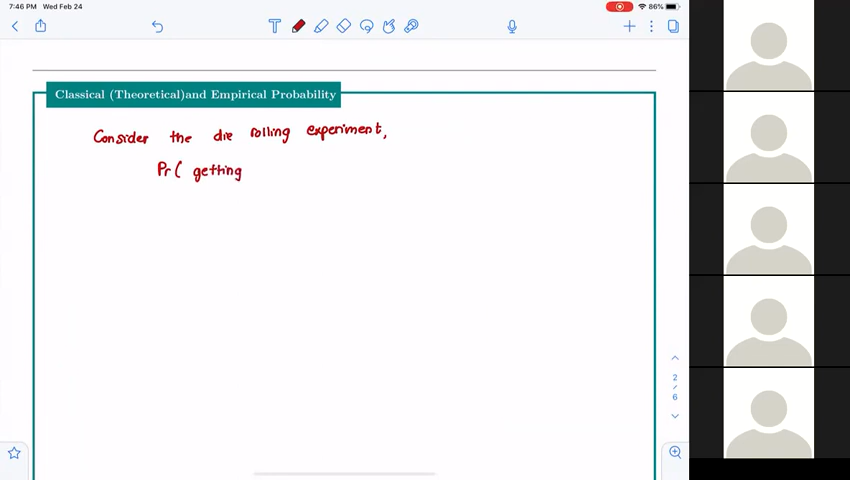 7:46 PM Wed Feb 24
86%
Classical (Theoretical)and Empirical Probability
Consider the die rolling experiment,
Pr( getting
2
/
6